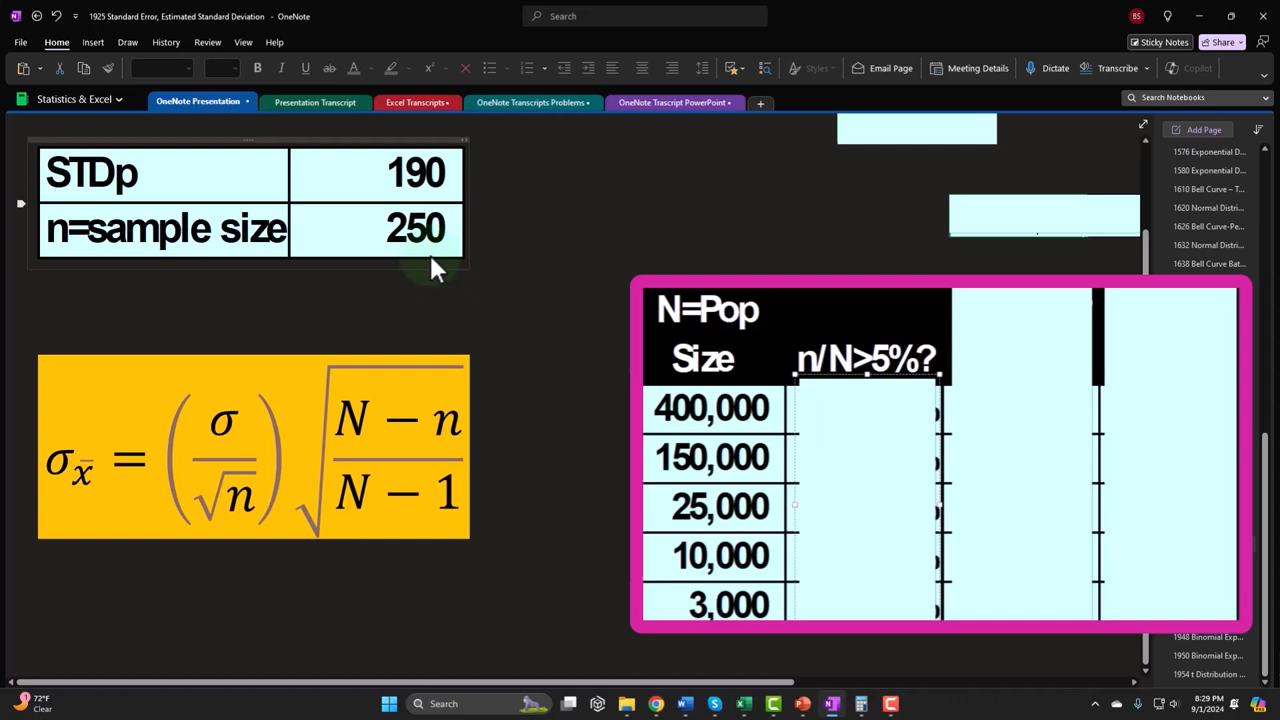 1925 Standard Error, Estimated Standard Deviation - OneNote
Search
BS
File Home Insert Draw History Review View Help
Sticky Notes
Share
B I U ab A
Styles
Email Page
Meeting Details
Dictate
Transcribe
Copilot
Statistics & Excel
OneNote Presentation
Presentation Transcript
Excel Transcripts
OneNote Transcripts Problems
OneNote Trascript PowerPoint
Search Notebooks
Add Page
1576 Exponential D...
1580 Exponential D...
1610 Bell Curve – T...
1620 Normal Distri...
1626 Bell Curve-Pe...
1632 Normal Distri...
1638 Bell Curve Bat...
STDp 190
n=sample size 250
σx̄ = (σ/√n) √((N − n)/(N − 1))
N=Pop
Size n/N>5%?
400,000
150,000
25,000
10,000
3,000
1948 Binomial Exp...
1950 Binomial Exp...
1954 t Distribution ...
1
72°F
Clear
Search
8:29 PM
9/1/2024